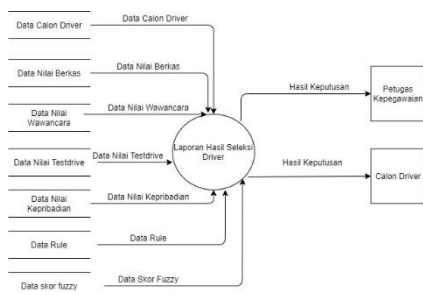 Data Calon Driver
Data Calon Driver
Data Nilai Berkas
Data Nilai Berkas
Data Nilai
Wawancara
Data Nilai Wawancara
Data Nilai Testdrive
Data Nilai Testdrive
Data Nilai
Kepribadian
Data Nilai Kepribadian
Data Rule
Data Rule
Data skor fuzzy
Data Skor Fuzzy
Laporan Hasil Seleksi
Driver
Hasil Keputusan
Petugas
Kepegawaian
Hasil Keputusan
Calon Driver